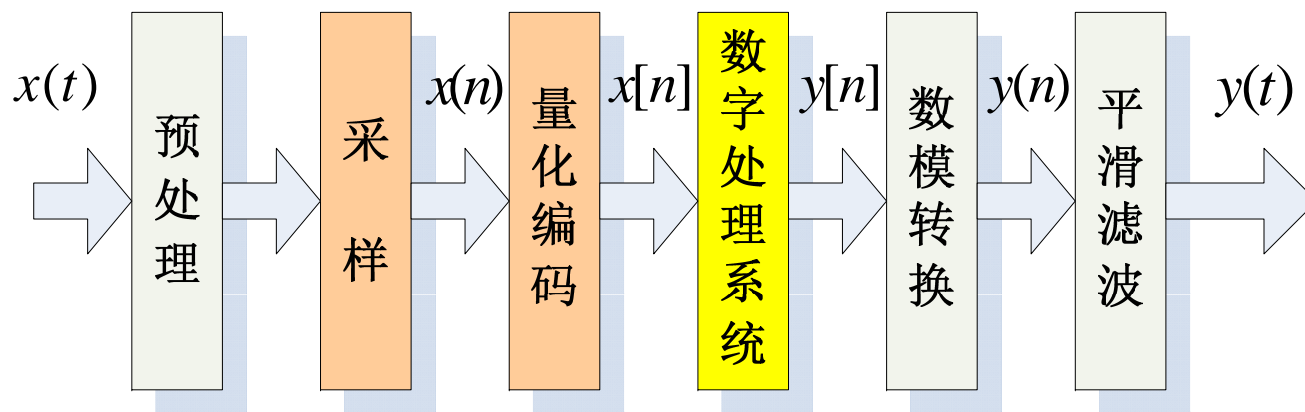 x(t)
预处理
采样
x(n)
量化编码
x[n]
数字处理系统
y[n]
数模转换
y(n)
平滑滤波
y(t)